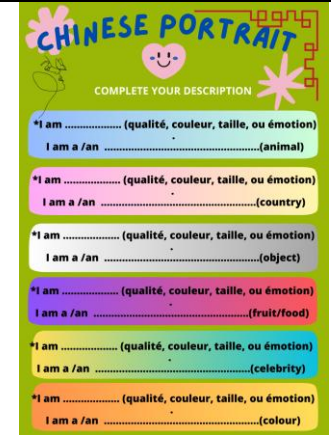 CHINESE PORTRAIT
COMPLETE YOUR DESCRIPTION
*I am ................... (qualité, couleur, taille, ou émotion)
.
I am a /an ..........................................(animal)
*I am ................... (qualité, couleur, taille, ou émotion)
.
I am a /an ..........................................(country)
*I am ................... (qualité, couleur, taille, ou émotion)
.
I am a /an ..........................................(object)
*I am ................... (qualité, couleur, taille, ou émotion)
.
I am a /an ..........................................(fruit/food)
*I am ................... (qualité, couleur, taille, ou émotion)
.
I am a /an ..........................................(celebrity)
*I am ................... (qualité, couleur, taille, ou émotion)
.
I am a /an ..........................................(colour)